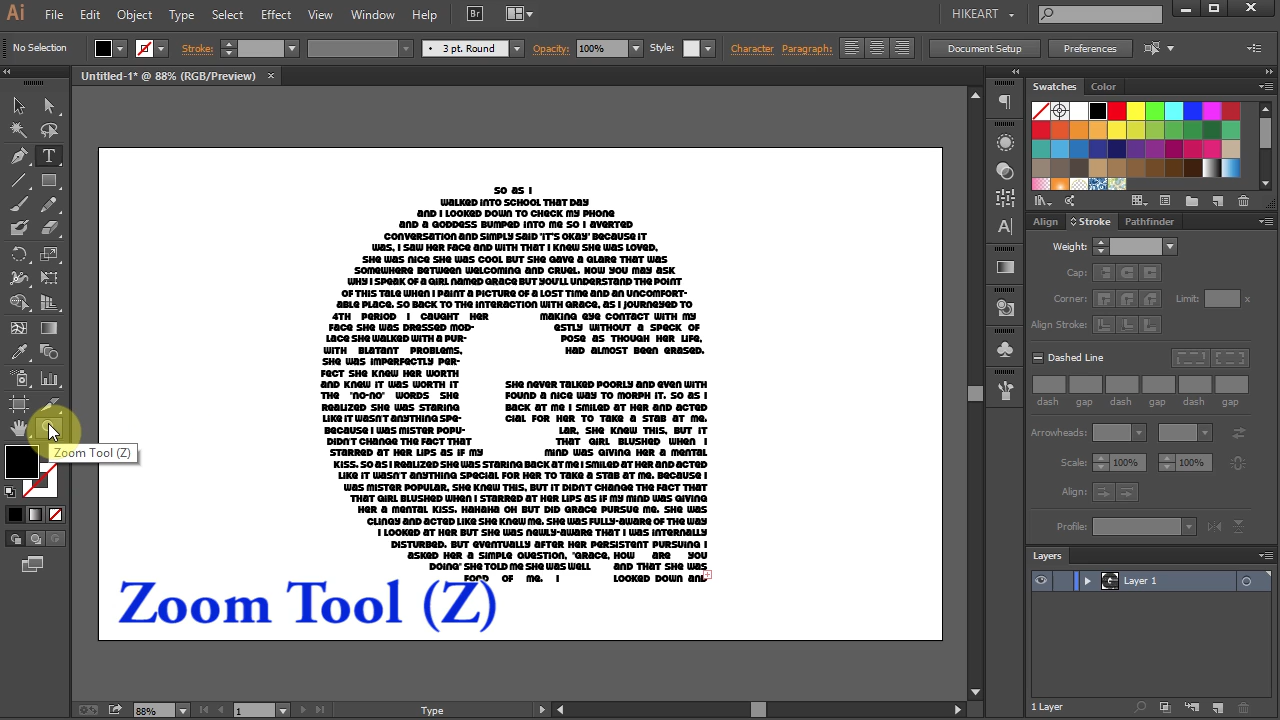 Ai File Edit Object Type Select Effect View Window Help Br HIKEART
No Selection Stroke: 3 pt. Round Opacity: 100% Style: Character Paragraph: Document Setup Preferences
Untitled-1* @ 88% (RGB/Preview) ×
SO AS I
WALKED INTO SCHOOL THAT DAY
AND I LOOKED DOWN TO CHECK MY PHONE
AND A GODDESS BUMPED INTO ME SO I AVERTED
CONVERSATION AND SIMPLY SAID "IT'S OKAY" BECAUSE IT
WAS, I SAW HER FACE AND WITH THAT I KNEW SHE WAS LOVED,
SHE WAS NICE SHE WAS COOL BUT SHE GAVE A GLARE THAT WAS
SOMEWHERE BETWEEN WELCOMING AND CRUEL. NOW YOU MAY ASK
WHY I SPEAK OF A GIRL NAMED GRACE BUT YOU'LL UNDERSTAND THE POINT
OF THIS TALE WHEN I PAINT A PICTURE OF A LOST TIME AND AN UNCOMFORT-
ABLE PLACE. SO BACK TO THE INTERACTION WITH GRACE, AS I JOURNEYED TO
4TH PERIOD I CAUGHT HER MAKING EYE CONTACT WITH MY
FACE SHE WAS DRESSED MOD- ESTLY WITHOUT A SPECK OF
LACE SHE WALKED WITH A PUR- POSE AS THOUGH HER LIFE,
WITH BLATANT PROBLEMS, HAD ALMOST BEEN ERASED.
SHE WAS IMPERFECTLY PER-
FECT SHE KNEW HER WORTH
AND KNEW IT WAS WORTH IT SHE NEVER TALKED POORLY AND EVEN WITH
THE "NO-NO" WORDS SHE FOUND A NICE WAY TO MORPH IT. SO AS I
REALIZED SHE WAS STARING BACK AT ME I SMILED AT HER AND ACTED
LIKE IT WASN'T ANYTHING SPE- CIAL FOR HER TO TAKE A STAB AT ME.
BECAUSE I WAS MISTER POPU- LAR, SHE KNEW THIS, BUT IT
DIDN'T CHANGE THE FACT THAT THAT GIRL BLUSHED WHEN I
STARRED AT HER LIPS AS IF MY MIND WAS GIVING HER A MENTAL
KISS. SO AS I REALIZED SHE WAS STARING BACK AT ME I SMILED AT HER AND ACTED
LIKE IT WASN'T ANYTHING SPECIAL FOR HER TO TAKE A STAB AT ME. BECAUSE I
WAS MISTER POPULAR, SHE KNEW THIS, BUT IT DIDN'T CHANGE THE FACT THAT
THAT GIRL BLUSHED WHEN I STARRED AT HER LIPS AS IF MY MIND WAS GIVING
HER A MENTAL KISS. HAHAHA OH BUT DID GRACE PURSUE ME. SHE WAS
CLINGY AND ACTED LIKE SHE KNEW ME. SHE WAS FULLY-AWARE OF THE WAY
I LOOKED AT HER BUT SHE WAS NEWLY-AWARE THAT I WAS INTERNALLY
DISTURBED. BUT EVENTUALLY AFTER HER PERSISTENT PURSUING I
ASKED HER A SIMPLE QUESTION, "GRACE, HOW ARE YOU
DOING" SHE TOLD ME SHE WAS WELL AND THAT SHE WAS
FOND OF ME. I LOOKED DOWN AND
Zoom Tool (Z)
Zoom Tool (Z)
88% 1 Type
Swatches Color
Align Stroke Pathfinder
Weight:
Cap:
Corner: Limit: x
Align Stroke:
Dashed Line
dash gap dash gap dash gap
Arrowheads:
Scale: 100% 100%
Align:
Profile:
Layers
Layer 1
1 Layer